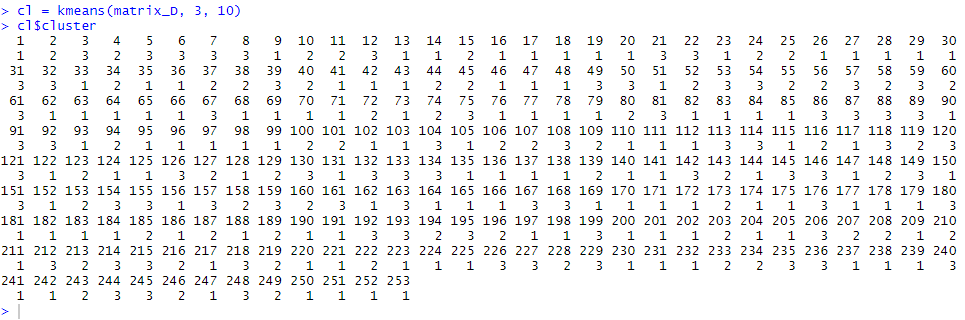 > cl = kmeans(matrix_D, 3, 10)
> cl$cluster
1 2 3 4 5 6 7 8 9 10 11 12 13 14 15 16 17 18 19 20 21 22 23 24 25 26 27 28 29 30
1 2 3 2 3 3 3 3 1 2 2 3 1 1 2 1 1 1 1 1 3 3 1 2 2 1 1 1 1 1
31 32 33 34 35 36 37 38 39 40 41 42 43 44 45 46 47 48 49 50 51 52 53 54 55 56 57 58 59 60
3 3 1 2 1 1 2 2 3 2 1 1 1 2 2 1 1 1 3 3 1 2 3 3 2 2 3 2 3 2
61 62 63 64 65 66 67 68 69 70 71 72 73 74 75 76 77 78 79 80 81 82 83 84 85 86 87 88 89 90
3 1 1 1 1 1 3 1 1 1 1 2 1 2 3 1 1 1 1 2 3 1 1 1 1 3 3 3 3 1
91 92 93 94 95 96 97 98 99 100 101 102 103 104 105 106 107 108 109 110 111 112 113 114 115 116 117 118 119 120
3 3 1 2 1 1 1 1 1 2 2 1 1 3 1 2 2 3 2 1 1 1 3 3 1 2 1 3 2 3
121 122 123 124 125 126 127 128 129 130 131 132 133 134 135 136 137 138 139 140 141 142 143 144 145 146 147 148 149 150
3 1 2 1 1 3 2 1 2 3 1 3 3 3 1 1 1 1 2 1 1 3 2 1 3 3 1 2 3 1
151 152 153 154 155 156 157 158 159 160 161 162 163 164 165 166 167 168 169 170 171 172 173 174 175 176 177 178 179 180
3 1 2 3 3 1 3 2 3 2 3 1 3 1 1 1 3 3 1 1 1 1 2 1 1 3 1 1 1 3
181 182 183 184 185 186 187 188 189 190 191 192 193 194 195 196 197 198 199 200 201 202 203 204 205 206 207 208 209 210
1 1 1 1 2 1 2 1 2 1 1 3 3 2 3 2 1 1 3 1 1 1 1 2 1 1 3 2 2 1 2
211 212 213 214 215 216 217 218 219 220 221 222 223 224 225 226 227 228 229 230 231 232 233 234 235 236 237 238 239 240
1 3 2 3 3 2 1 3 2 1 1 2 1 1 1 3 3 2 3 1 1 1 2 2 3 3 1 1 1 3
241 242 243 244 245 246 247 248 249 250 251 252 253
1 1 2 3 3 2 1 3 2 1 1 1 1
>